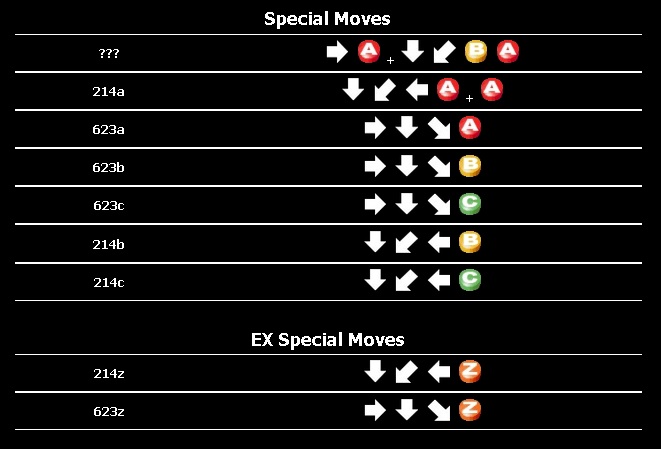 Special Moves
??? → A + ↓ ↙ B A
214a ↓ ↙ ← A + A
623a → ↓ ↘ A
623b → ↓ ↘ B
623c → ↓ ↘ C
214b ↓ ↙ ← B
214c ↓ ↙ ← C
EX Special Moves
214z ↓ ↙ ← Z
623z → ↓ ↘ Z